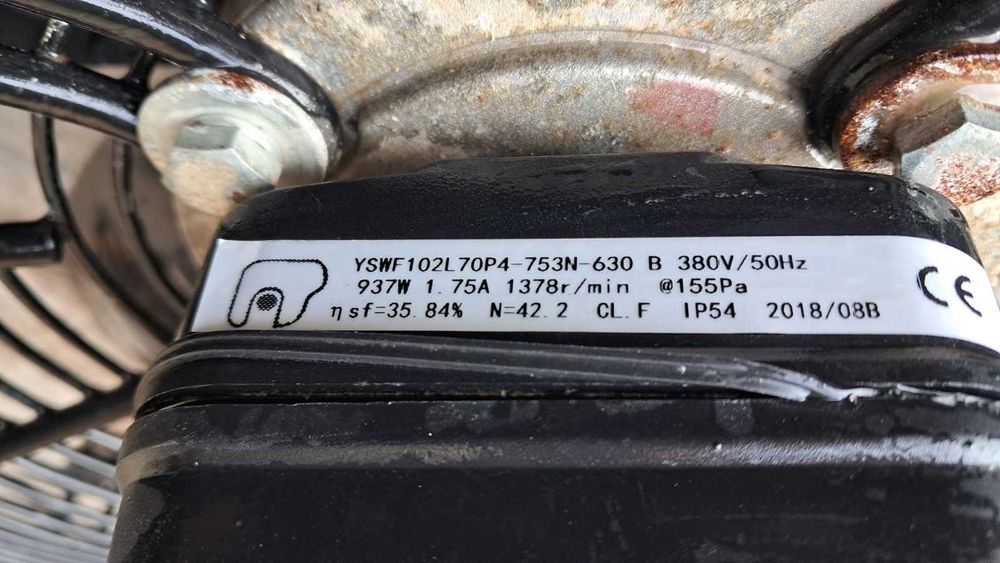 YSWF102L70P4-753N-630 B 380V/50Hz
937W 1.75A 1378r/min @155Pa
ηsf=35.84% N=42.2 CL.F IP54 2018/08B
CE